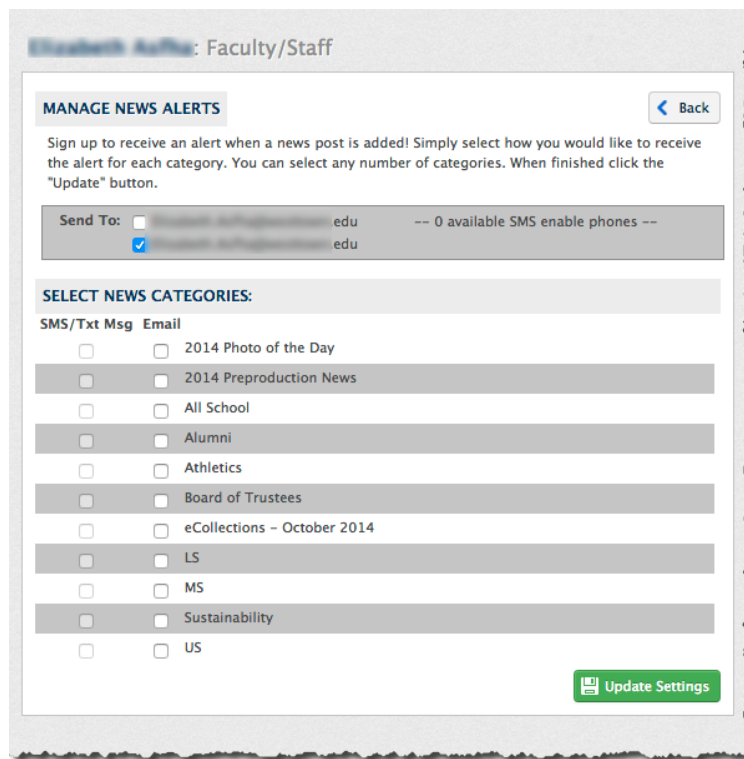 : Faculty/Staff
MANAGE NEWS ALERTS
Back
Sign up to receive an alert when a news post is added! Simply select how you would like to receive
the alert for each category. You can select any number of categories. When finished click the
"Update" button.
Send To: .edu -- 0 available SMS enable phones --
.edu
SELECT NEWS CATEGORIES:
SMS/Txt Msg Email
2014 Photo of the Day
2014 Preproduction News
All School
Alumni
Athletics
Board of Trustees
eCollections – October 2014
LS
MS
Sustainability
US
Update Settings